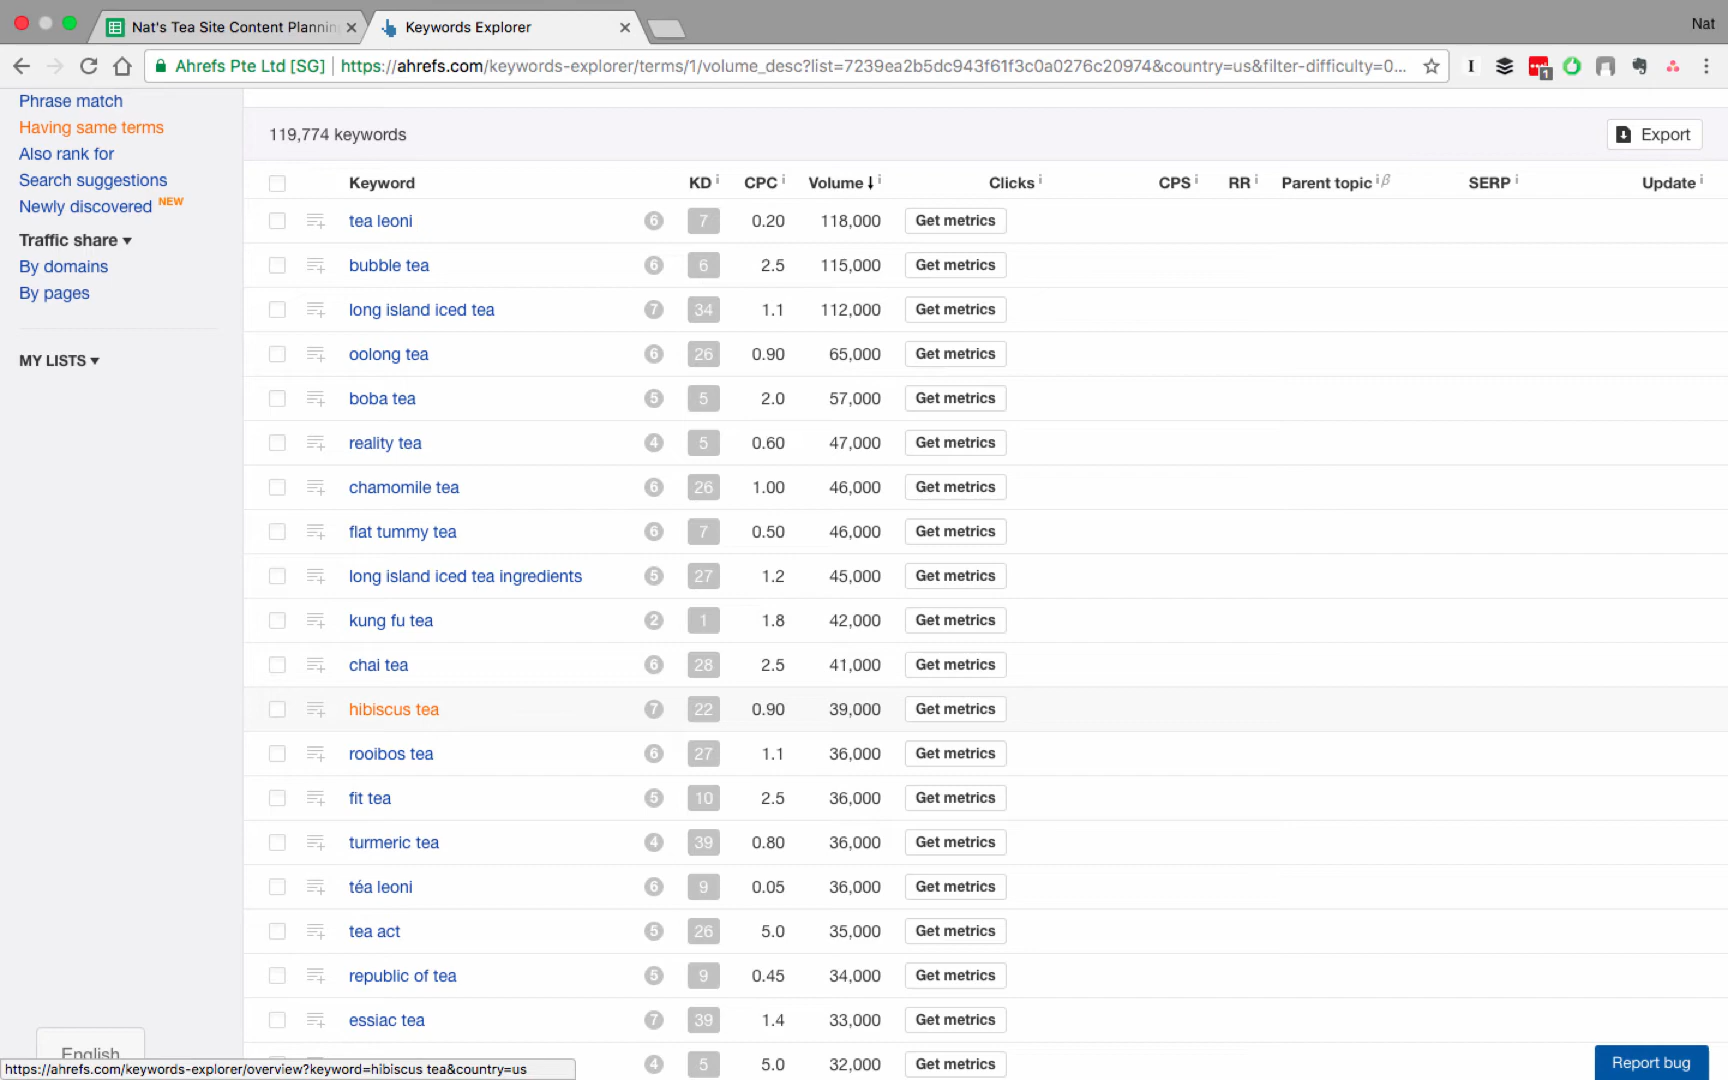 Nat's Tea Site Content Plannin
Keywords Explorer
Nat
Ahrefs Pte Ltd [SG] | https://ahrefs.com/keywords-explorer/terms/1/volume_desc?list=7239ea2b5dc943f61f3c0a0276c20974&country=us&filter-difficulty=0...
1
Phrase match
Having same terms
Also rank for
Search suggestions
Newly discovered NEW
Traffic share
By domains
By pages
MY LISTS
English
119,774 keywords
Export
Keyword KD i CPC i Volume ↓ i Clicks i CPS i RR i Parent topic i β SERP i Update i
tea leoni 6 7 0.20 118,000 Get metrics
bubble tea 6 6 2.5 115,000 Get metrics
long island iced tea 7 34 1.1 112,000 Get metrics
oolong tea 6 26 0.90 65,000 Get metrics
boba tea 5 5 2.0 57,000 Get metrics
reality tea 4 5 0.60 47,000 Get metrics
chamomile tea 6 26 1.00 46,000 Get metrics
flat tummy tea 6 7 0.50 46,000 Get metrics
long island iced tea ingredients 5 27 1.2 45,000 Get metrics
kung fu tea 2 1 1.8 42,000 Get metrics
chai tea 6 28 2.5 41,000 Get metrics
hibiscus tea 7 22 0.90 39,000 Get metrics
rooibos tea 6 27 1.1 36,000 Get metrics
fit tea 5 10 2.5 36,000 Get metrics
turmeric tea 4 39 0.80 36,000 Get metrics
téa leoni 6 9 0.05 36,000 Get metrics
tea act 5 26 5.0 35,000 Get metrics
republic of tea 5 9 0.45 34,000 Get metrics
essiac tea 7 39 1.4 33,000 Get metrics
4 5 5.0 32,000 Get metrics
https://ahrefs.com/keywords-explorer/overview?keyword=hibiscus tea&country=us
Report bug